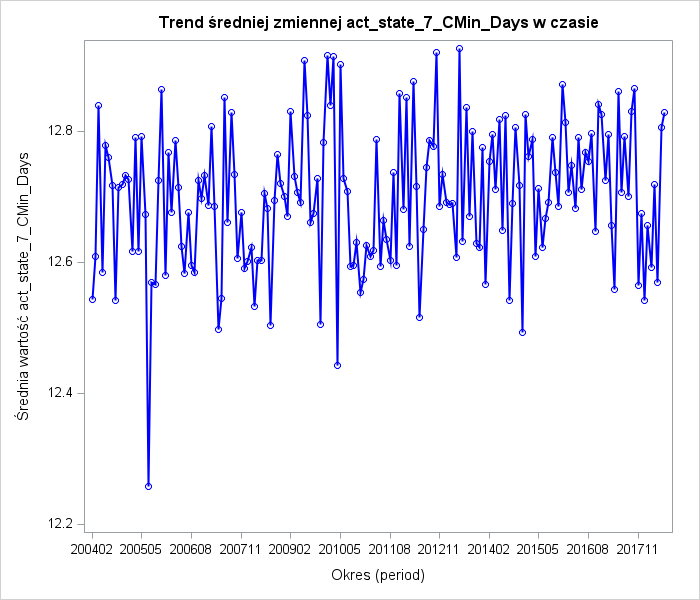 Trend średniej zmiennej act_state_7_CMin_Days w czasie
Średnia wartość act_state_7_CMin_Days
12.8
12.6
12.4
12.2
200402 200505 200608 200711 200902 201005 201108 201211 201402 201505 201608 201711
Okres (period)